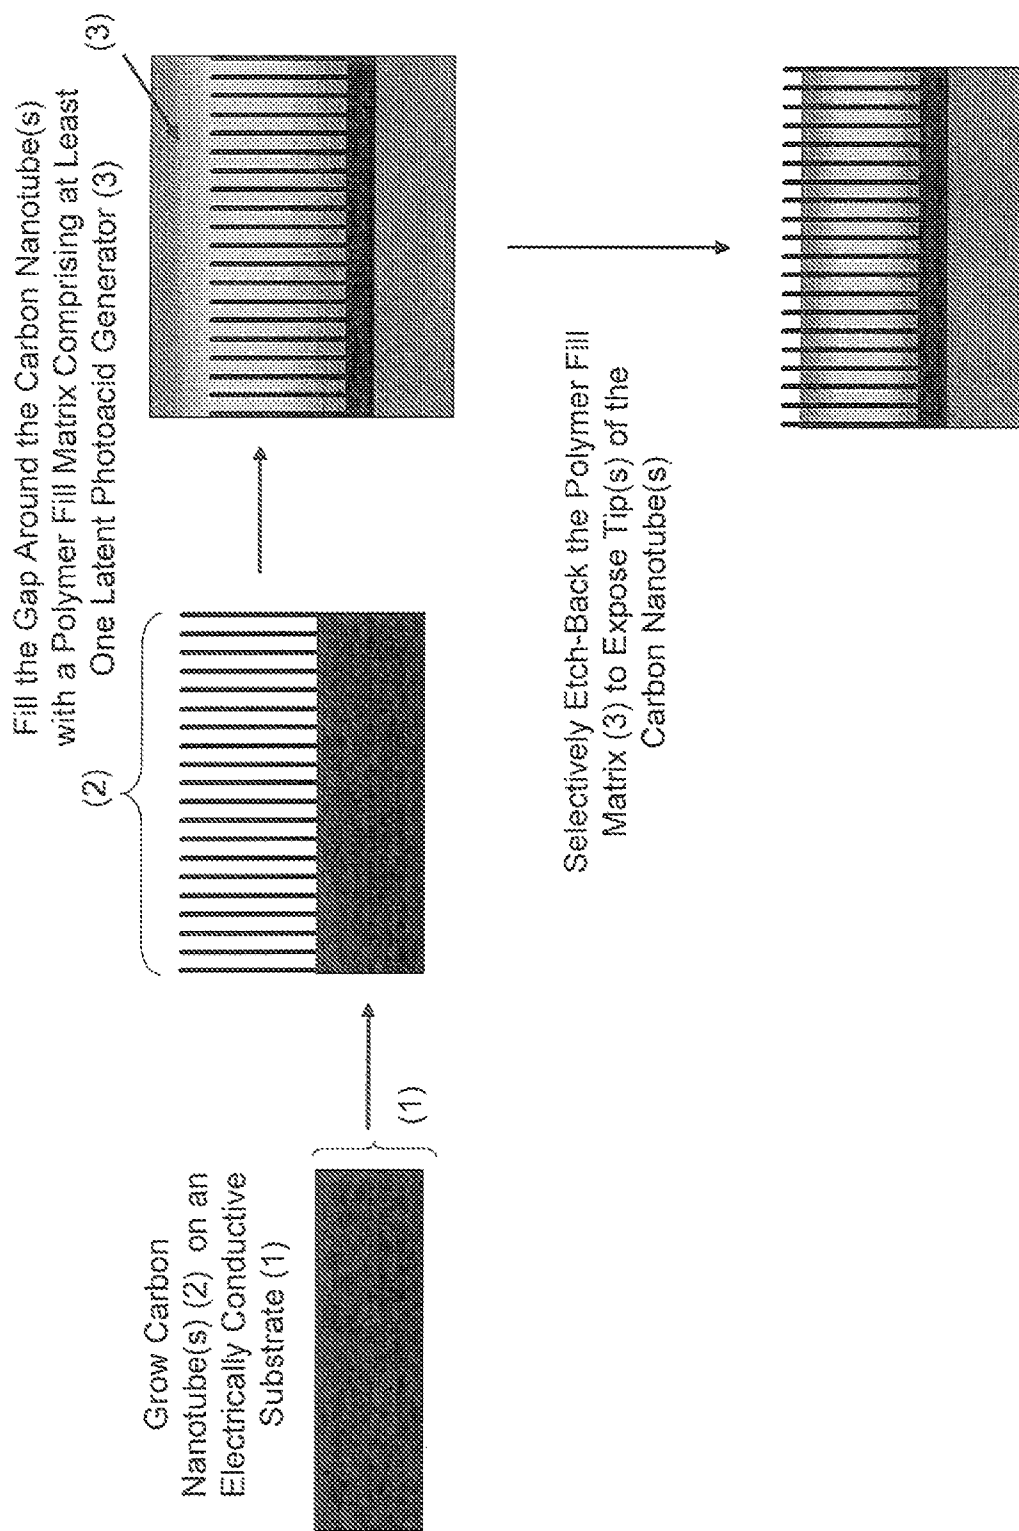 Grow Carbon
Nanotube(s) (2) on an
Electrically Conductive
Substrate (1)
(1)
(2)
Fill the Gap Around the Carbon Nanotube(s)
with a Polymer Fill Matrix Comprising at Least
One Latent Photoacid Generator (3)
(3)
Selectively Etch-Back the Polymer Fill
Matrix (3) to Expose Tip(s) of the
Carbon Nanotube(s)